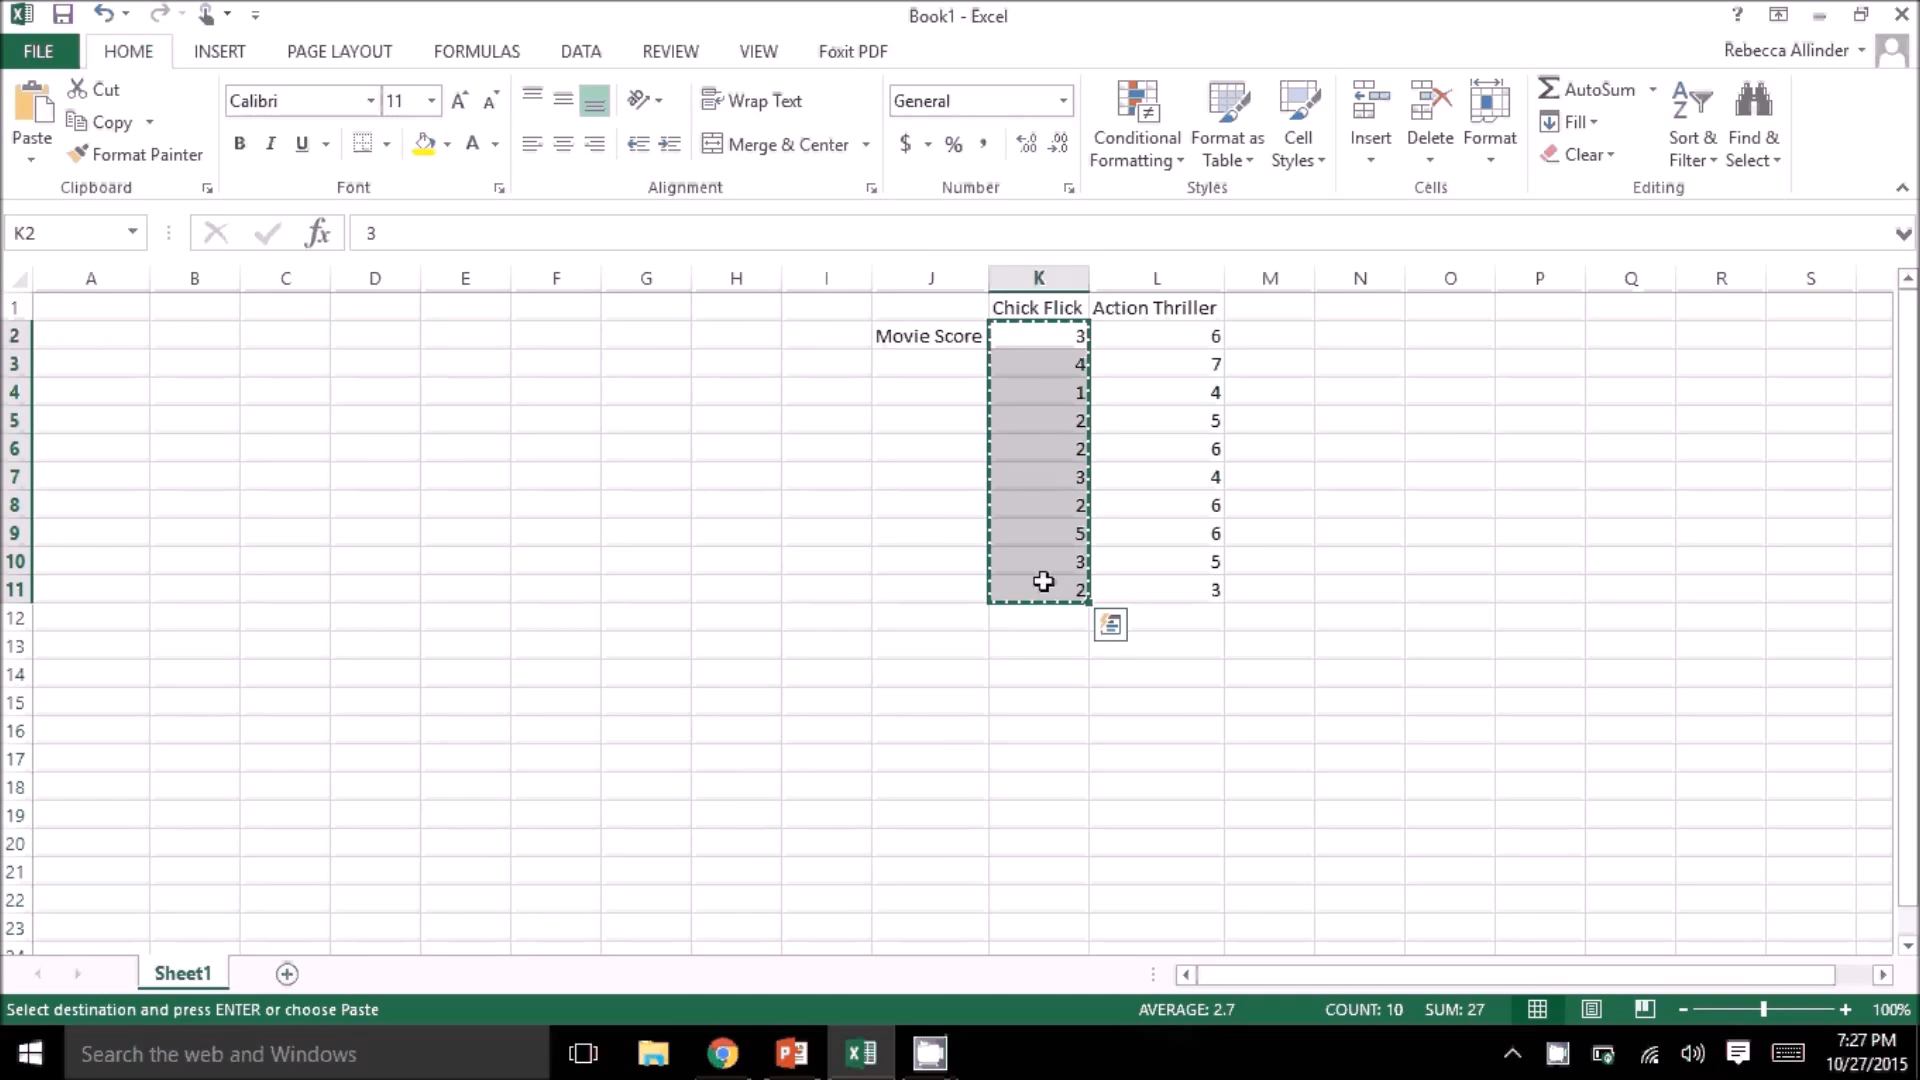 Book1 - Excel
FILE HOME INSERT PAGE LAYOUT FORMULAS DATA REVIEW VIEW Foxit PDF Rebecca Allinder
Paste Cut Copy Format Painter
Calibri 11
B I U A
Wrap Text
Merge & Center
General
$ % ,
Conditional Formatting Format as Table Cell Styles
Insert Delete Format
AutoSum Fill Clear
Sort & Filter Find & Select
Clipboard Font Alignment Number Styles Cells Editing
K2 fx 3
A B C D E F G H I J K L M N O P Q R S
1 Chick Flick Action Thriller
2 Movie Score 3 6
3 4 7
4 1 4
5 2 5
6 2 6
7 3 4
8 2 6
9 5 6
10 3 5
11 2 3
12
13
14
15
16
17
18
19
20
21
22
23
Sheet1
Select destination and press ENTER or choose Paste AVERAGE: 2.7 COUNT: 10 SUM: 27 100%
Search the web and Windows
7:27 PM
10/27/2015